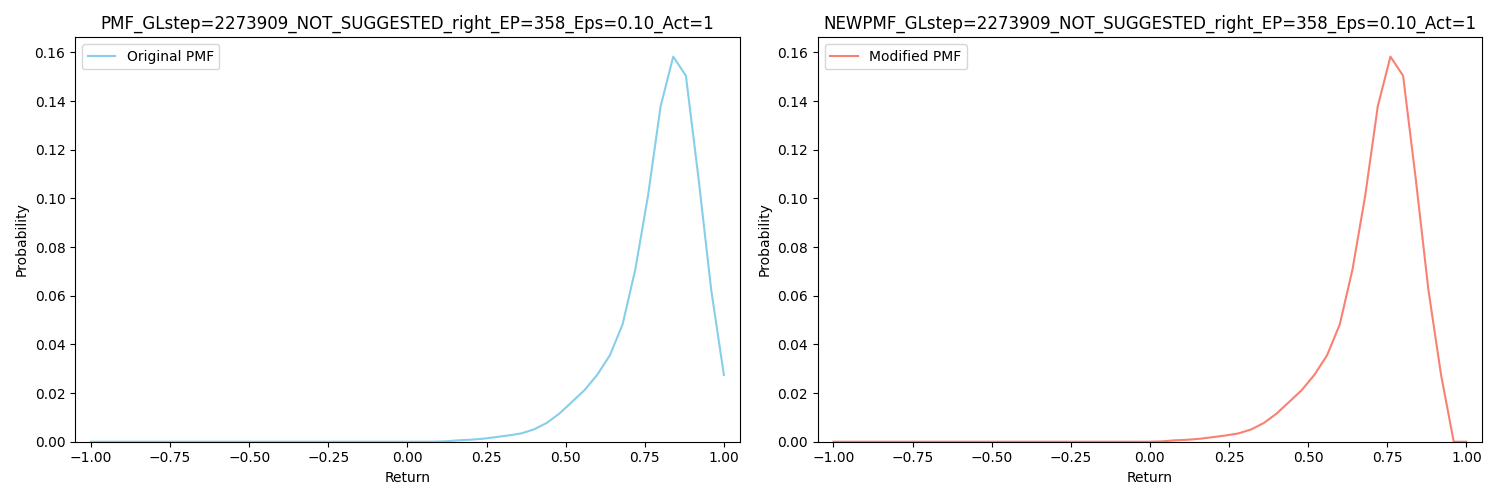 PMF_GLstep=2273909_NOT_SUGGESTED_right_EP=358_Eps=0.10_Act=1
Original PMF
Probability
0.16
0.14
0.12
0.10
0.08
0.06
0.04
0.02
0.00
−1.00 −0.75 −0.50 −0.25 0.00 0.25 0.50 0.75 1.00
Return
NEWPMF_GLstep=2273909_NOT_SUGGESTED_right_EP=358_Eps=0.10_Act=1
Modified PMF
Probability
0.16
0.14
0.12
0.10
0.08
0.06
0.04
0.02
0.00
−1.00 −0.75 −0.50 −0.25 0.00 0.25 0.50 0.75 1.00
Return